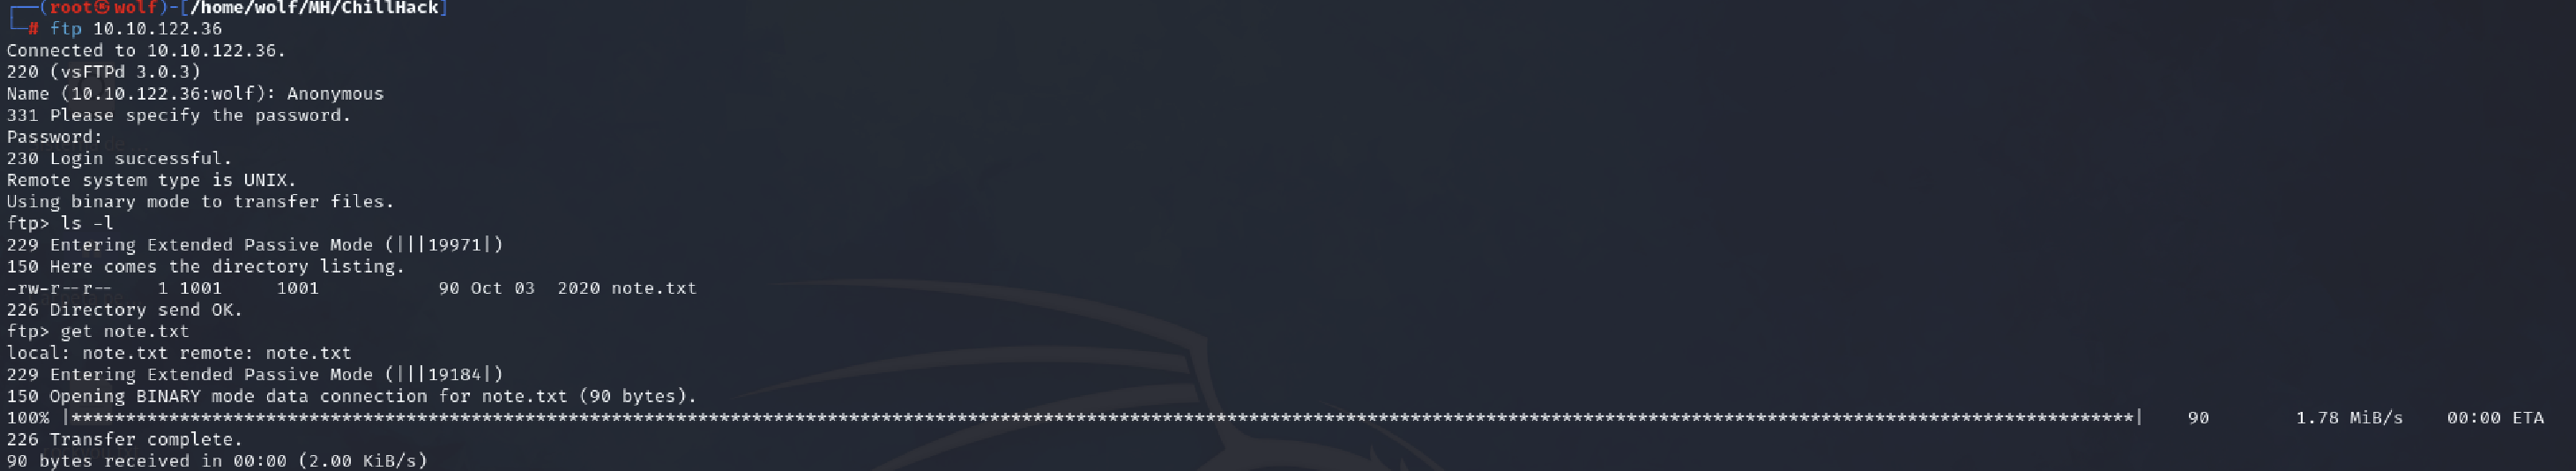 ┌──(root㉿wolf)-[/home/wolf/MH/ChillHack]
└─# ftp 10.10.122.36
Connected to 10.10.122.36.
220 (vsFTPd 3.0.3)
Name (10.10.122.36:wolf): Anonymous
331 Please specify the password.
Password:
230 Login successful.
Remote system type is UNIX.
Using binary mode to transfer files.
ftp> ls -l
229 Entering Extended Passive Mode (|||19971|)
150 Here comes the directory listing.
-rw-r--r--    1 1001     1001           90 Oct 03  2020 note.txt
226 Directory send OK.
ftp> get note.txt
local: note.txt remote: note.txt
229 Entering Extended Passive Mode (|||19184|)
150 Opening BINARY mode data connection for note.txt (90 bytes).
100% |***********************************************************************************************************************************************************************************************| 90 1.78 MiB/s 00:00 ETA
226 Transfer complete.
90 bytes received in 00:00 (2.00 KiB/s)